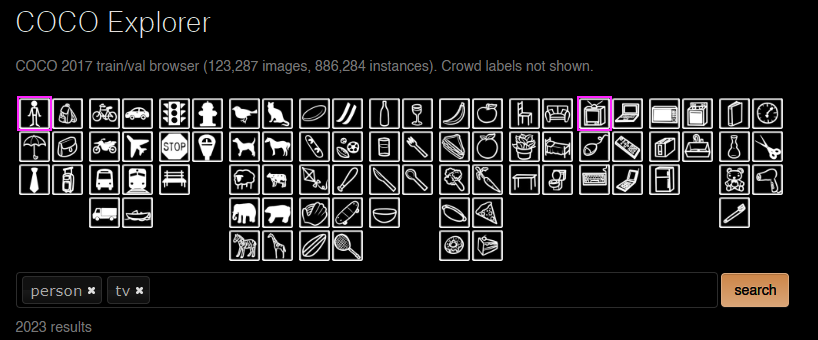 COCO Explorer
COCO 2017 train/val browser (123,287 images, 886,284 instances). Crowd labels not shown.
STOP
person ✖ tv ✖ search
2023 results